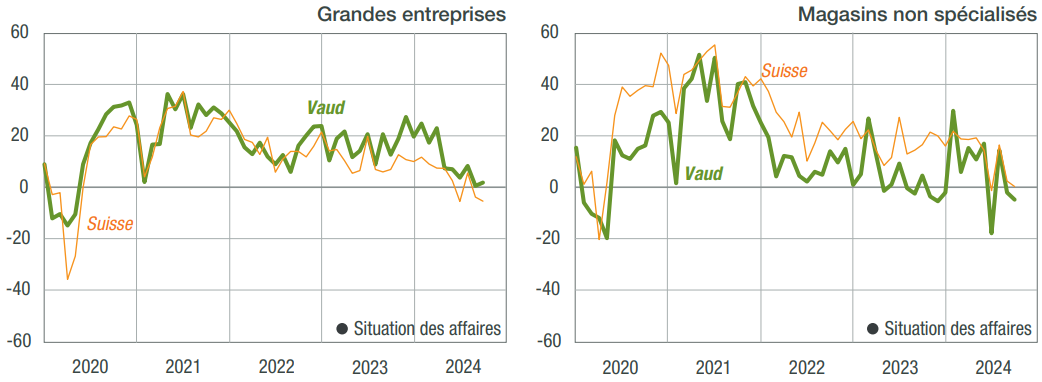 Grandes entreprises
60
40
20
0
-20
-40
-60
Vaud
Suisse
● Situation des affaires
2020 2021 2022 2023 2024
Magasins non spécialisés
60
40
20
0
-20
-40
-60
Suisse
Vaud
● Situation des affaires
2020 2021 2022 2023 2024